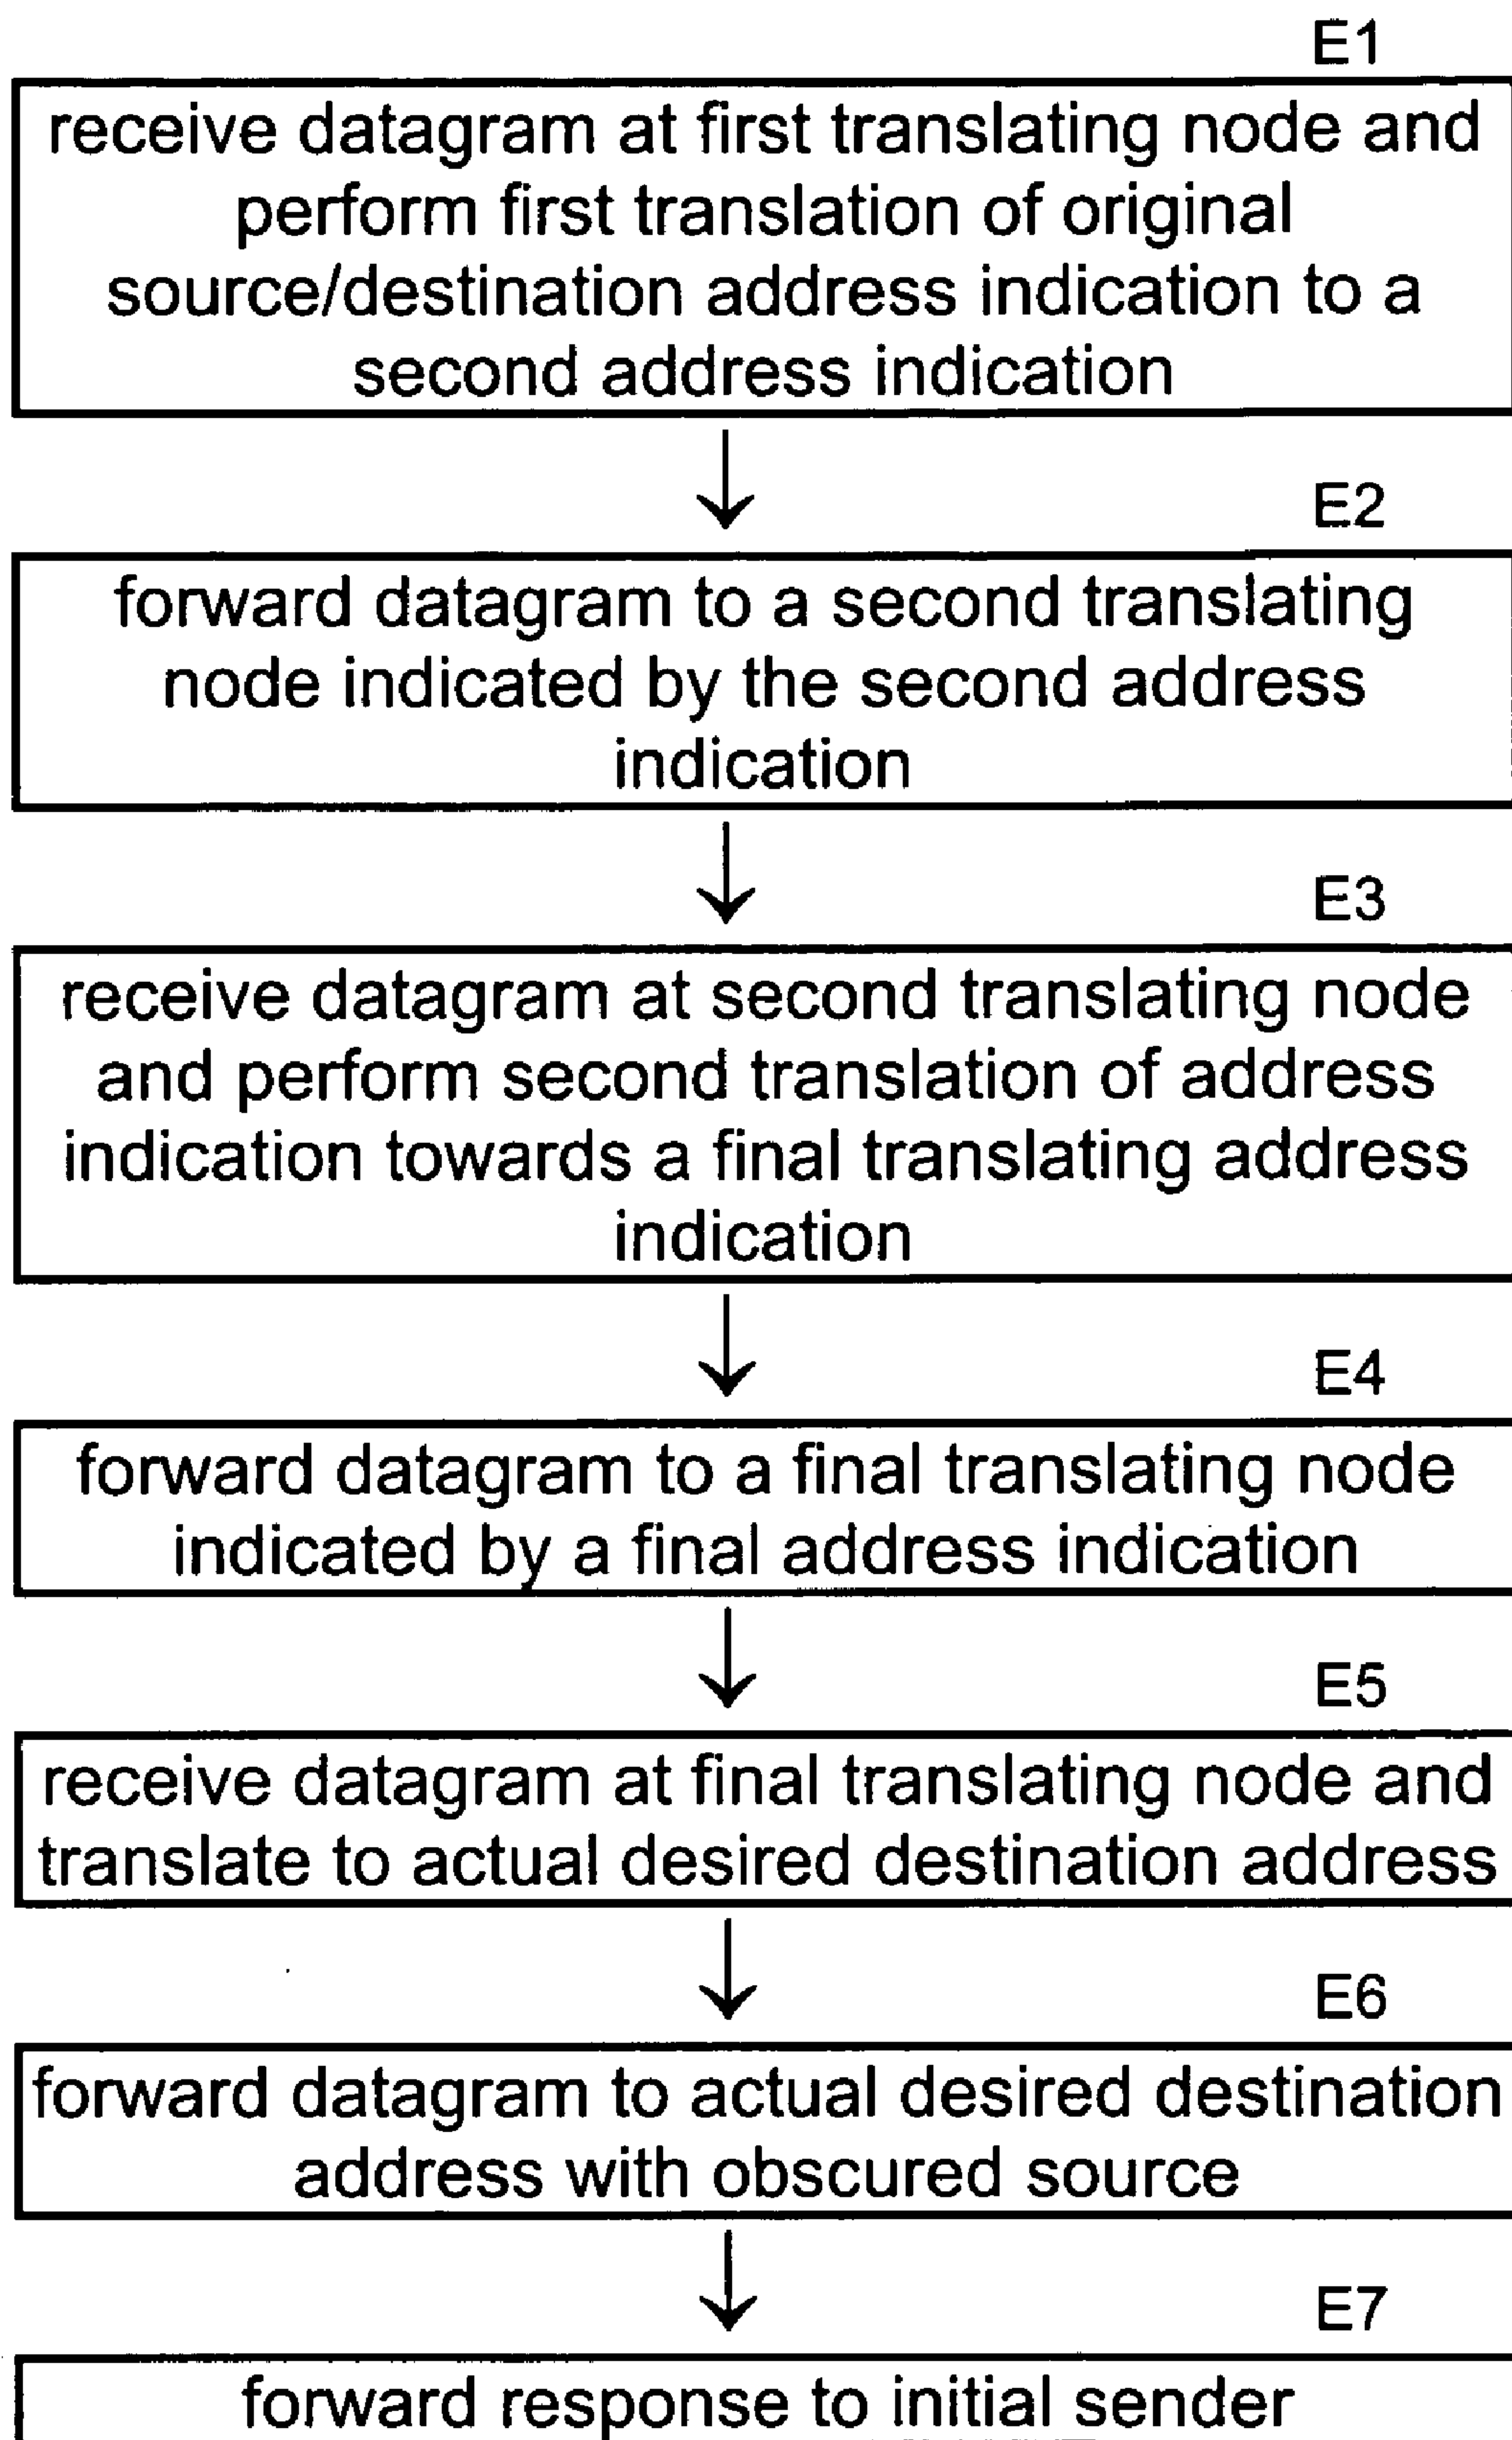 E1
receive datagram at first translating node and
perform first translation of original
source/destination address indication to a
second address indication
E2
forward datagram to a second translating
node indicated by the second address
indication
E3
receive datagram at second translating node
and perform second translation of address
indication towards a final translating address
indication
E4
forward datagram to a final translating node
indicated by a final address indication
E5
receive datagram at final translating node and
translate to actual desired destination address
E6
forward datagram to actual desired destination
address with obscured source
E7
forward response to initial sender